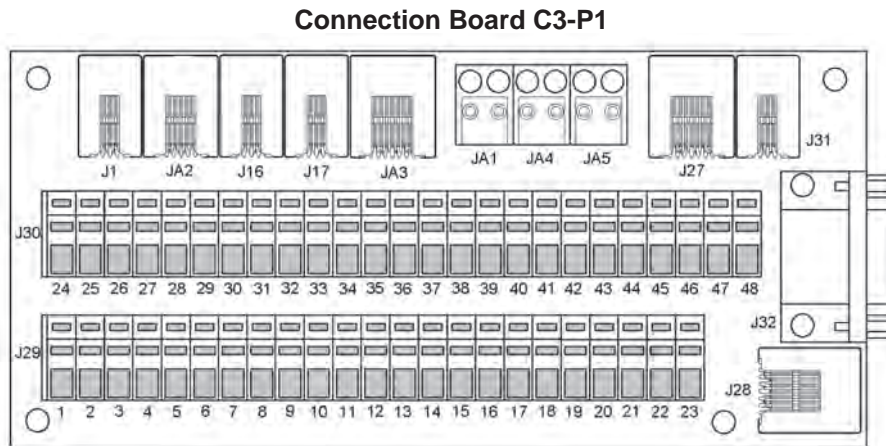 Connection Board C3-P1
J31
J1 JA2 J16 J17 JA3 JA1 JA4 JA5 J27
J30
24 25 26 27 28 29 30 31 32 33 34 35 36 37 38 39 40 41 42 43 44 45 46 47 48
J32
J29
J28
1 2 3 4 5 6 7 8 9 10 11 12 13 14 15 16 17 18 19 20 21 22 23